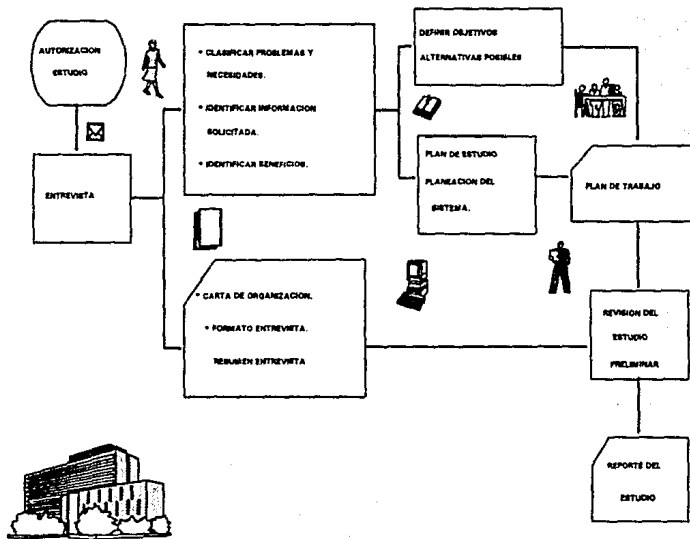 AUTORIZACION
ESTUDIO
ENTREVISTA
* CLASIFICAR PROBLEMAS Y
NECESIDADES.
* IDENTIFICAR INFORMACION
SOLICITADA.
* IDENTIFICAR BENEFICIOS.
DEFINIR OBJETIVOS
ALTERNATIVAS POSIBLES
PLAN DE ESTUDIO
PLANEACION DEL
SISTEMA.
PLAN DE TRABAJO
* CARTA DE ORGANIZACION.
* FORMATO ENTREVISTA.
RESUMEN ENTREVISTA
REVISION DEL
ESTUDIO
PRELIMINAR
REPORTE DEL
ESTUDIO